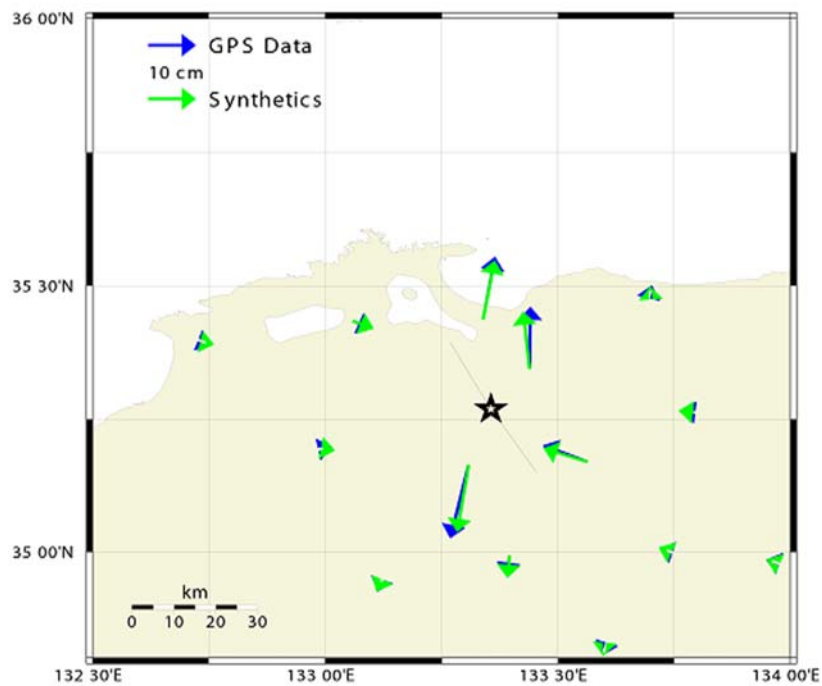 36 00'N
GPS Data
10 cm
Synthetics
35 30'N
35 00'N
km
0 10 20 30
132 30'E 133 00'E 133 30'E 134 00'E